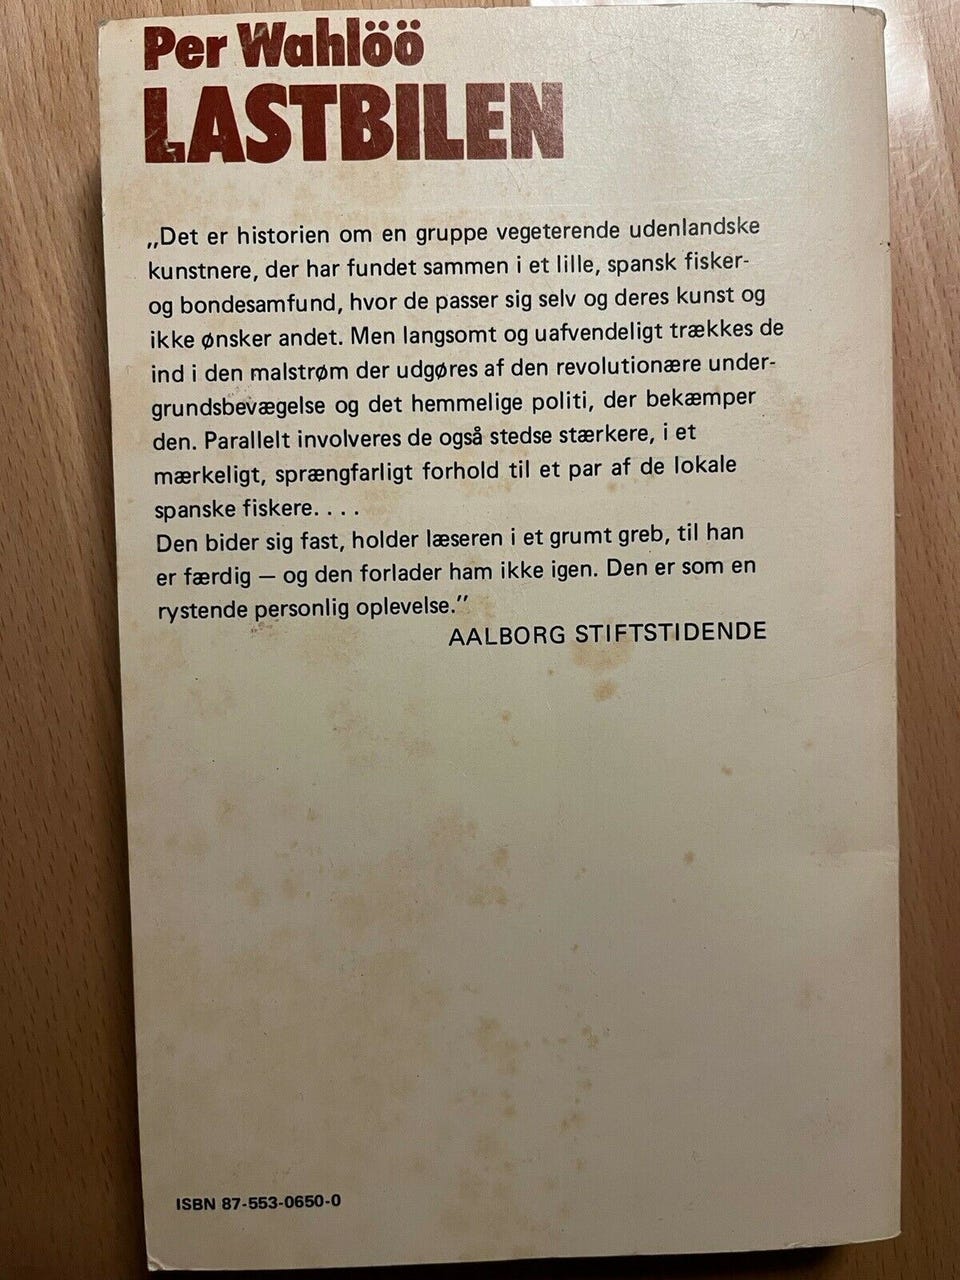 Per Wahlöö
LASTBILEN
„Det er historien om en gruppe vegeterende udenlandske
kunstnere, der har fundet sammen i et lille, spansk fisker-
og bondesamfund, hvor de passer sig selv og deres kunst og
ikke ønsker andet. Men langsomt og uafvendeligt trækkes de
ind i den malstrøm der udgøres af den revolutionære under-
grundsbevægelse og det hemmelige politi, der bekæmper
den. Parallelt involveres de også stedse stærkere, i et
mærkeligt, sprængfarligt forhold til et par af de lokale
spanske fiskere. . . .
Den bider sig fast, holder læseren i et grumt greb, til han
er færdig — og den forlader ham ikke igen. Den er som en
rystende personlig oplevelse.”
AALBORG STIFTSTIDENDE
ISBN 87-553-0650-0